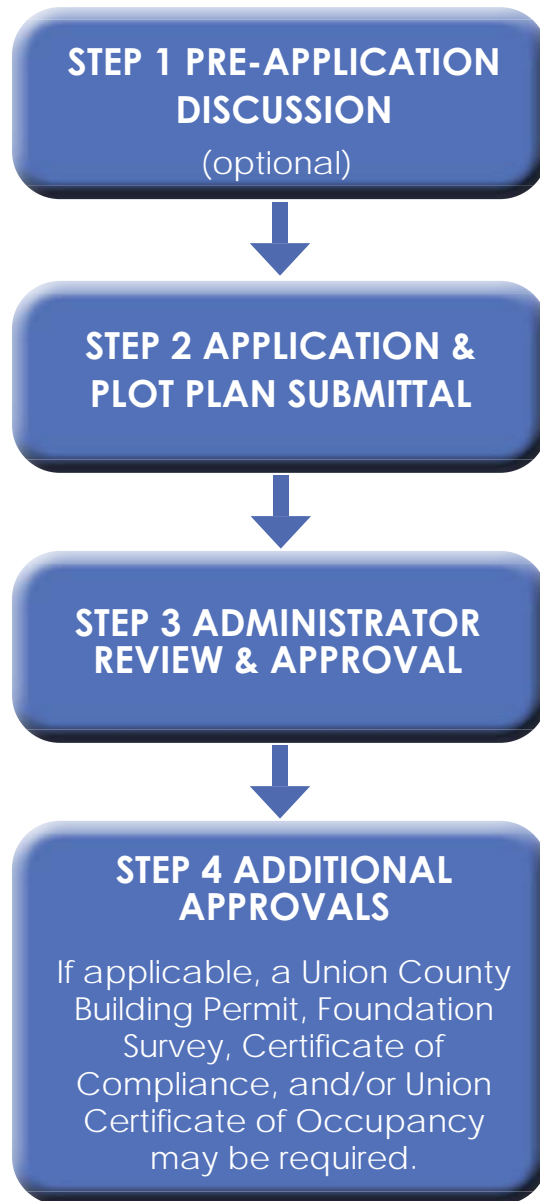 STEP 1 PRE-APPLICATION
DISCUSSION
(optional)
STEP 2 APPLICATION &
PLOT PLAN SUBMITTAL
STEP 3 ADMINISTRATOR
REVIEW & APPROVAL
STEP 4 ADDITIONAL
APPROVALS
If applicable, a Union County
Building Permit, Foundation
Survey, Certificate of
Compliance, and/or Union
Certificate of Occupancy
may be required.